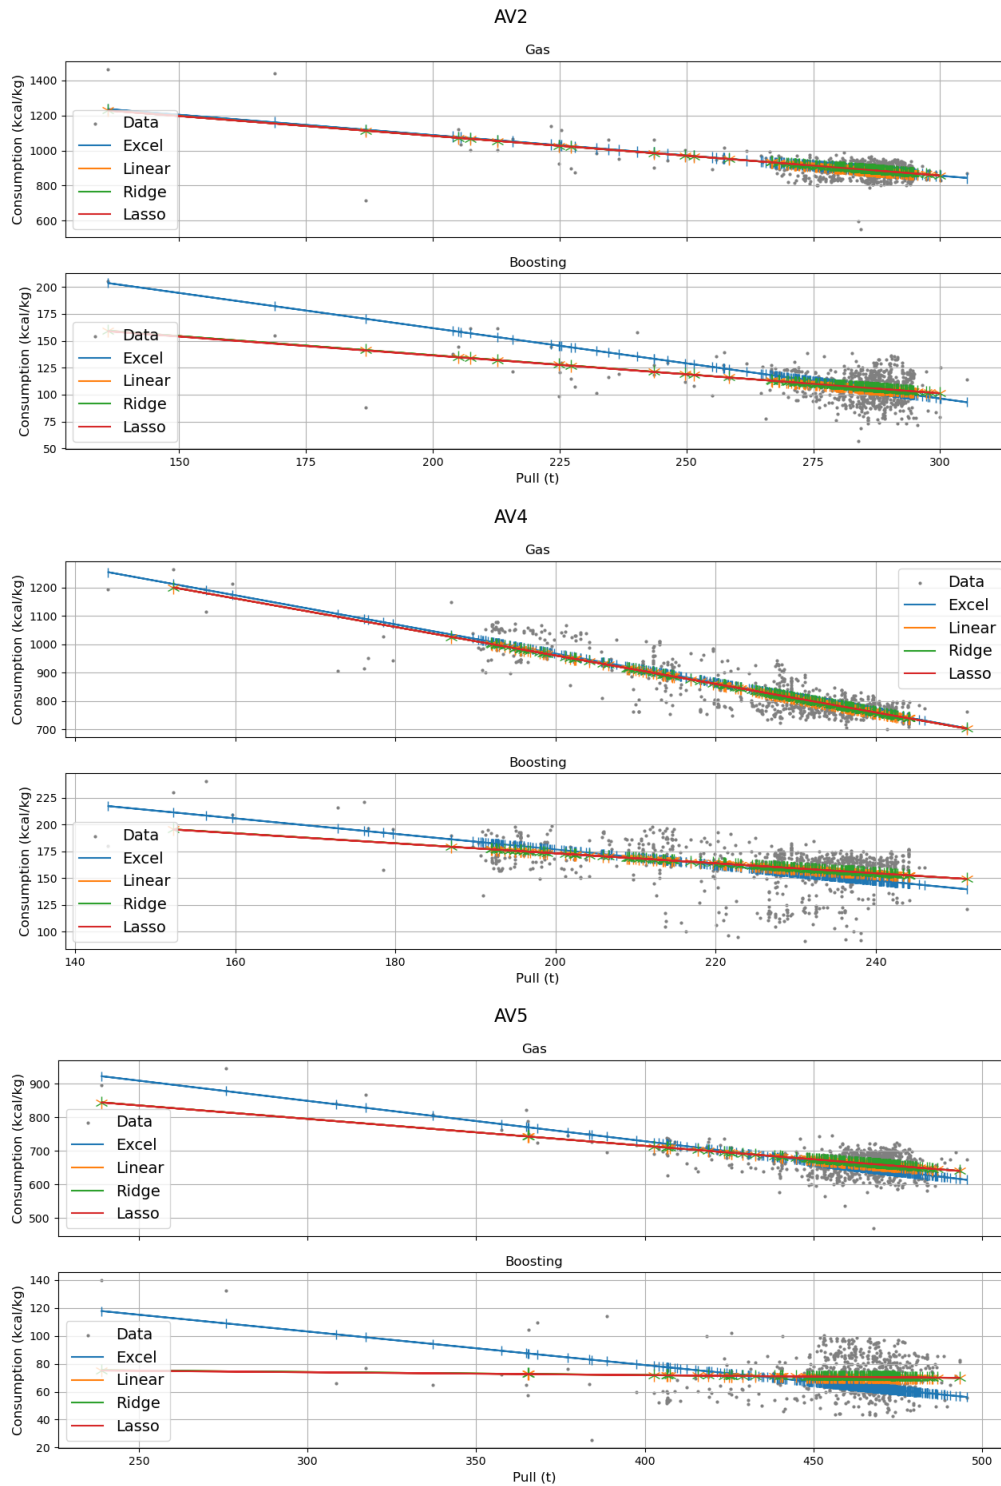 AV2
Gas
Consumption (kcal/kg)
1400
1200
1000
800
600
Data
Excel
Linear
Ridge
Lasso
Boosting
Consumption (kcal/kg)
200
175
150
125
100
75
50
Data
Excel
Linear
Ridge
Lasso
150 175 200 225 250 275 300
Pull (t)
AV4
Gas
Consumption (kcal/kg)
1200
1100
1000
900
800
700
Data
Excel
Linear
Ridge
Lasso
Boosting
Consumption (kcal/kg)
225
200
175
150
125
100
Data
Excel
Linear
Ridge
Lasso
140 160 180 200 220 240
Pull (t)
AV5
Gas
Consumption (kcal/kg)
900
800
700
600
500
Data
Excel
Linear
Ridge
Lasso
Boosting
Consumption (kcal/kg)
140
120
100
80
60
40
20
Data
Excel
Linear
Ridge
Lasso
250 300 350 400 450 500
Pull (t)